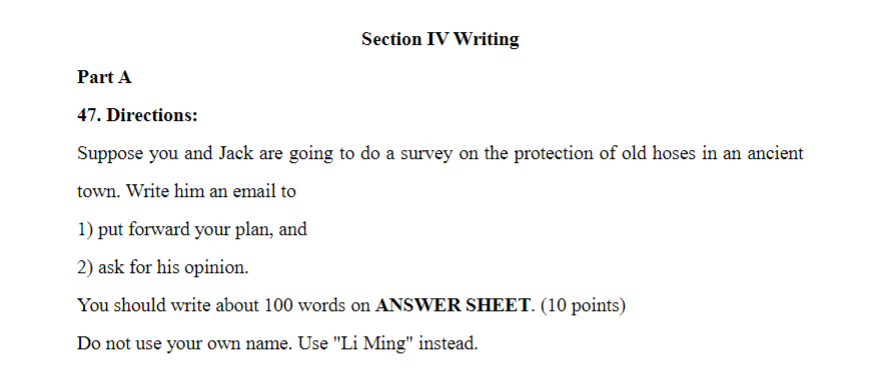 Section IV Writing
Part A
47. Directions:
Suppose you and Jack are going to do a survey on the protection of old hoses in an ancient
town. Write him an email to
1) put forward your plan, and
2) ask for his opinion.
You should write about 100 words on ANSWER SHEET. (10 points)
Do not use your own name. Use "Li Ming" instead.